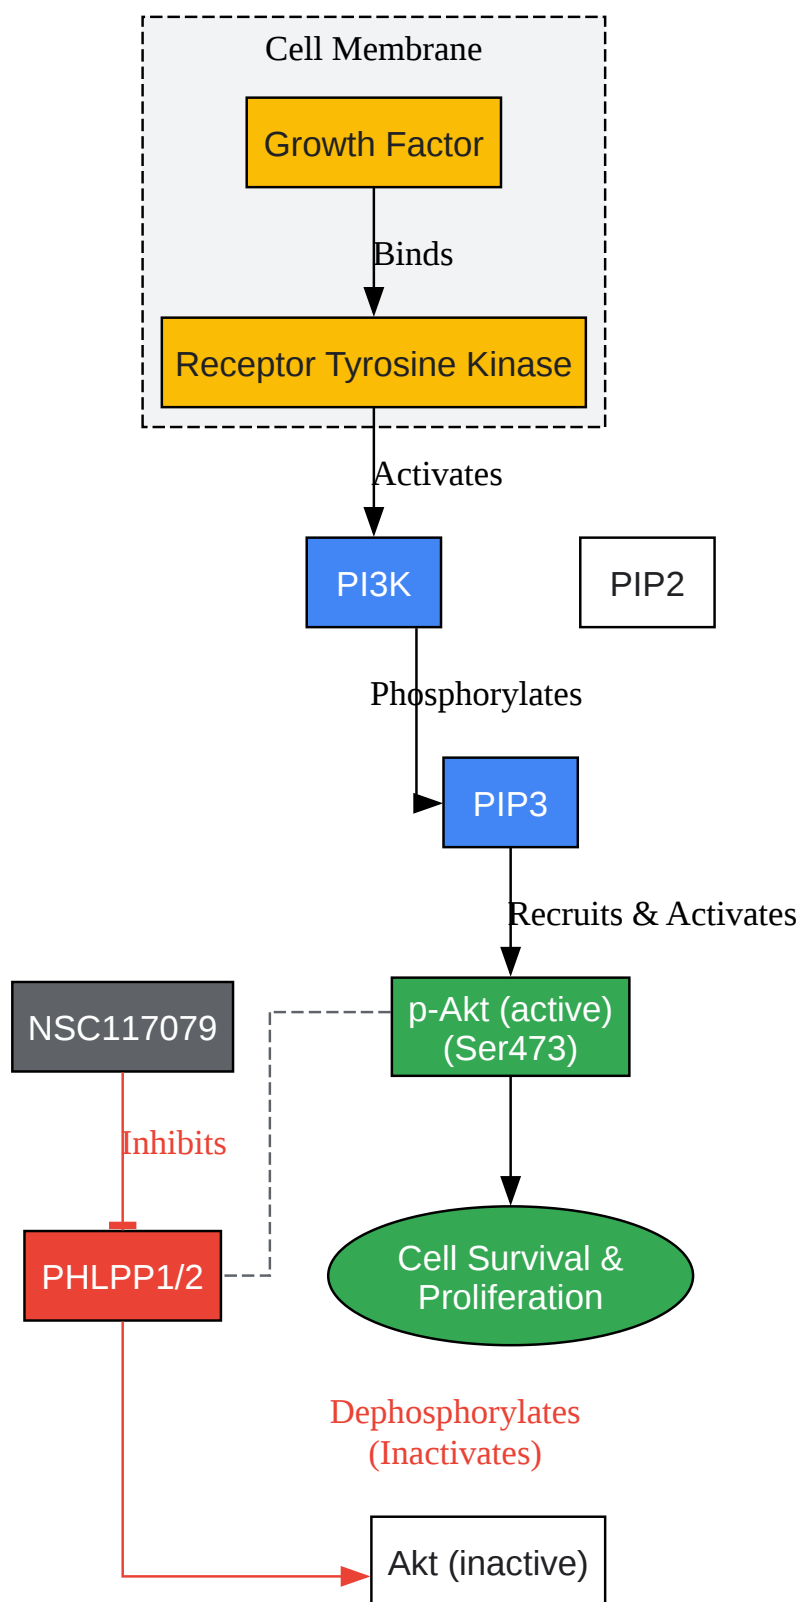 Cell Membrane
Growth Factor
Binds
Receptor Tyrosine Kinase
Activates
PI3K
PIP2
Phosphorylates
PIP3
Recruits & Activates
NSC117079
p-Akt (active)
(Ser473)
Inhibits
PHLPP1/2
Cell Survival &
Proliferation
Dephosphorylates
(Inactivates)
Akt (inactive)